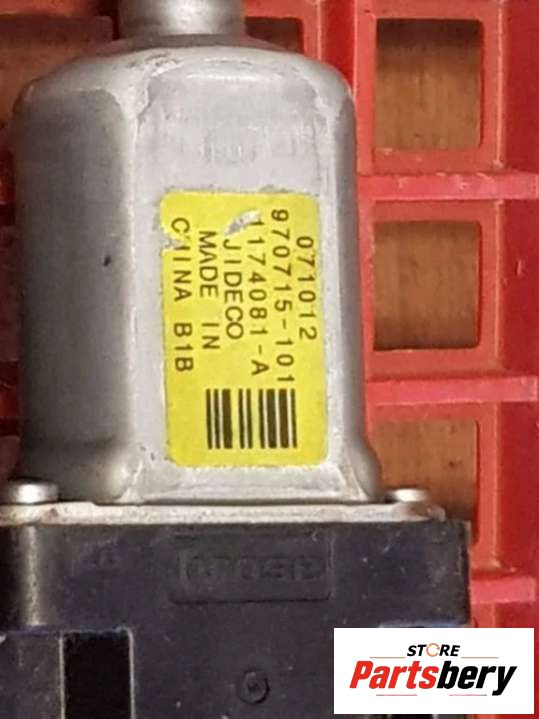 071012
970715-101
1174081-A
JIDECO
MADE IN
CHINA B1B
STORE
Partsbery